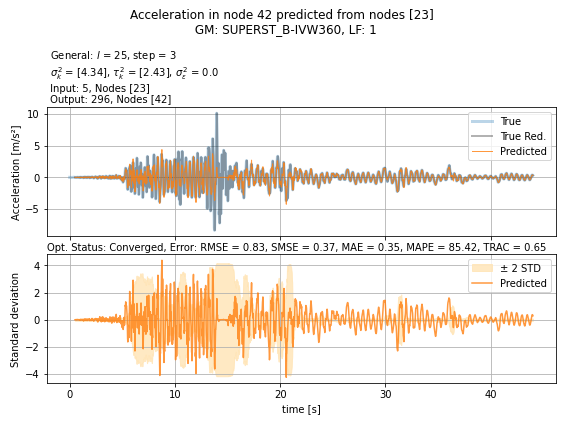 Acceleration in node 42 predicted from nodes [23]
GM: SUPERST_B-IVW360, LF: 1
General: l = 25, step = 3
σ²ₖ = [4.34], τ²ₖ = [2.43], σ²ε = 0.0
Input: 5, Nodes [23]
Output: 296, Nodes [42]
Acceleration [m/s²]
10
5
0
−5
True
True Red.
Predicted
Opt. Status: Converged, Error: RMSE = 0.83, SMSE = 0.37, MAE = 0.35, MAPE = 85.42, TRAC = 0.65
Standard deviation
4
2
0
−2
−4
± 2 STD
Predicted
0 10 20 30 40
time [s]